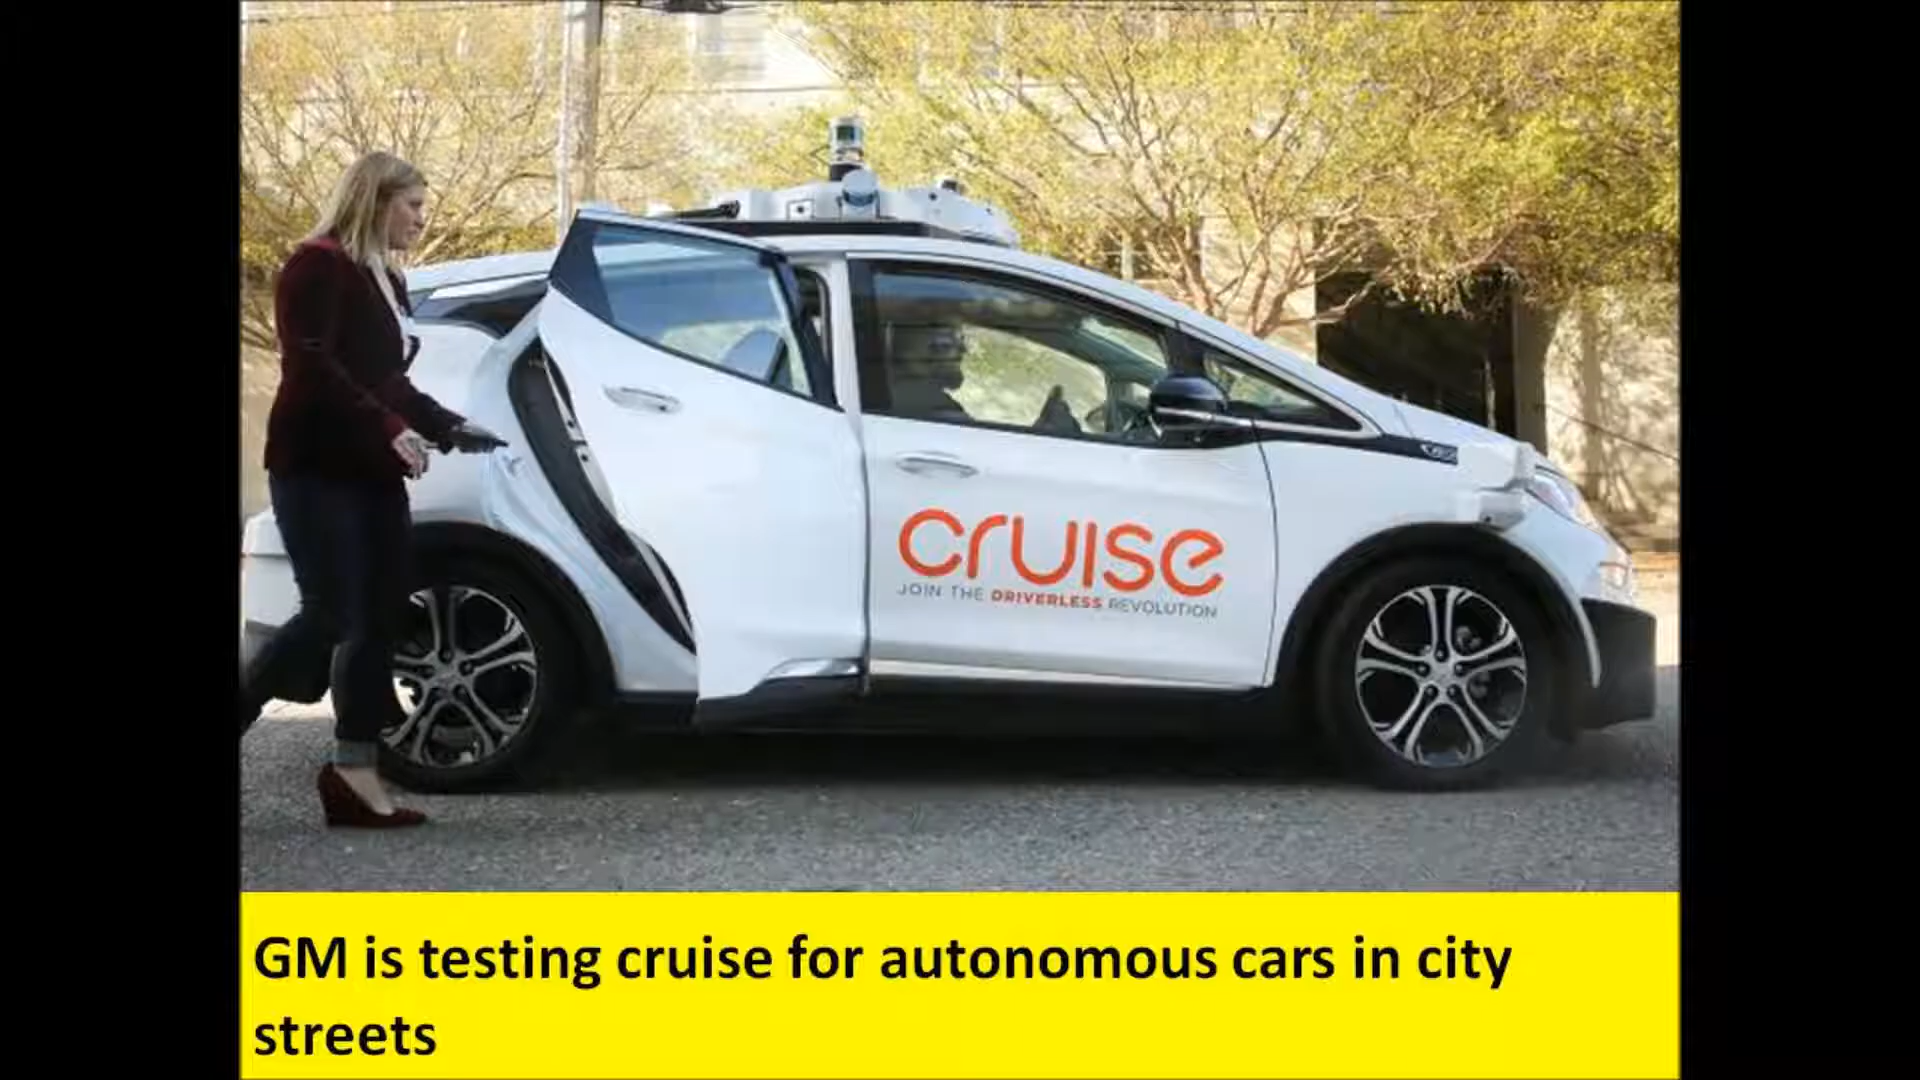 cruise
JOIN THE DRIVERLESS REVOLUTION
GM is testing cruise for autonomous cars in city
streets